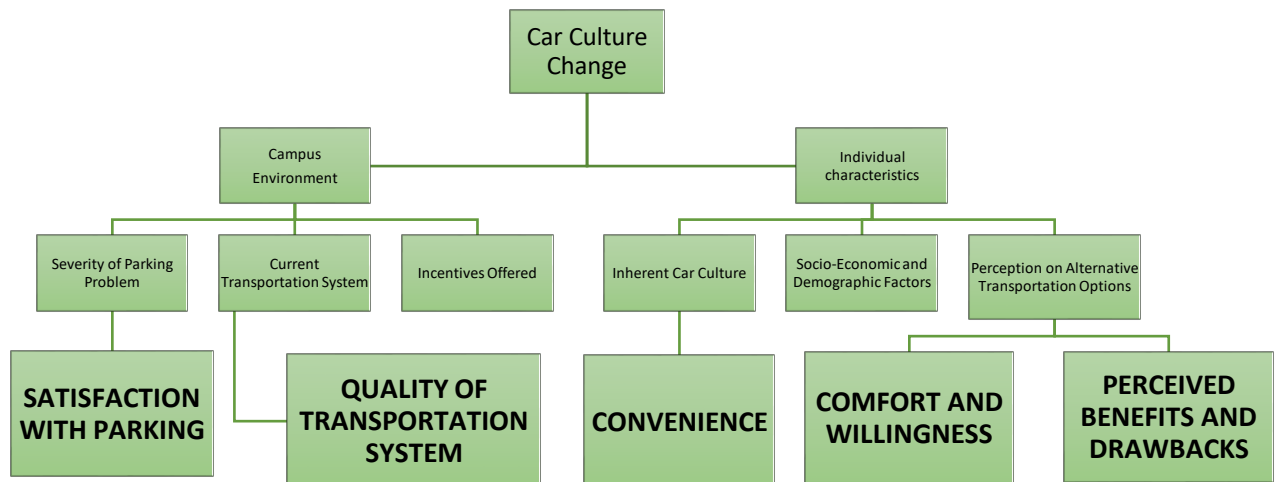 Car Culture
Change
Campus
Environment
Individual
characteristics
Severity of Parking
Problem
Current
Transportation System
Incentives Offered
Inherent Car Culture
Socio-Economic and
Demographic Factors
Perception on Alternative
Transportation Options
SATISFACTION
WITH PARKING
QUALITY OF
TRANSPORTATION
SYSTEM
CONVENIENCE
COMFORT AND
WILLINGNESS
PERCEIVED
BENEFITS AND
DRAWBACKS